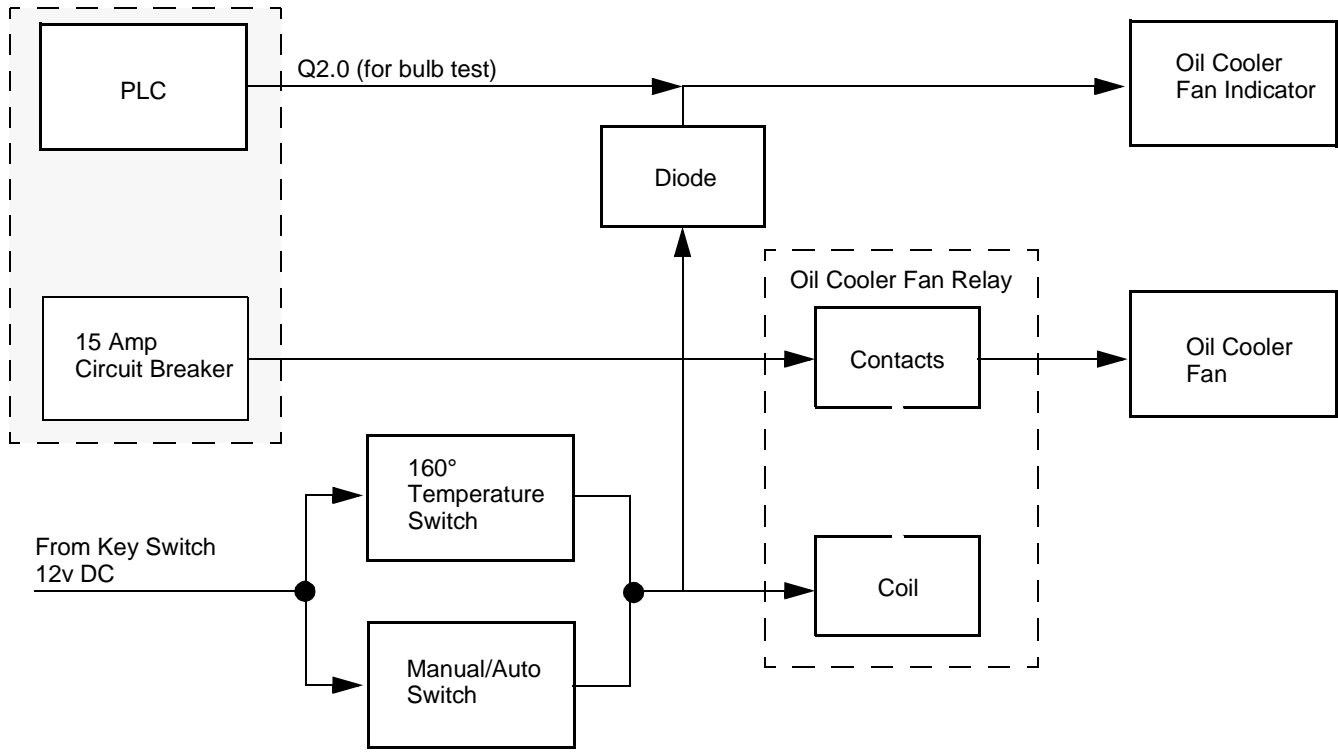 PLC
Q2.0 (for bulb test)
Oil Cooler
Fan Indicator
Diode
Oil Cooler Fan Relay
15 Amp
Circuit Breaker
Contacts
Oil Cooler
Fan
160°
Temperature
Switch
From Key Switch
12v DC
Coil
Manual/Auto
Switch